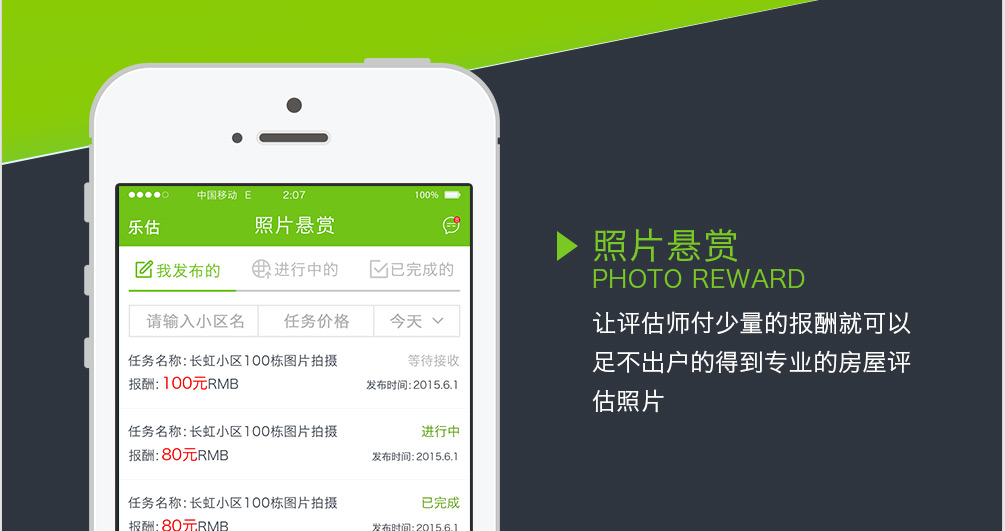 中国移动 E 2:07 100%
乐估 照片悬赏
我发布的 进行中的 已完成的
请输入小区名 任务价格 今天
任务名称:长虹小区100栋图片拍摄 等待接收
报酬:100元RMB 发布时间:2015.6.1
任务名称:长虹小区100栋图片拍摄 进行中
报酬:80元RMB 发布时间:2015.6.1
任务名称:长虹小区100栋图片拍摄 已完成
报酬:80元RMB 发布时间:2015.6.1
照片悬赏
PHOTO REWARD
让评估师付少量的报酬就可以
足不出户的得到专业的房屋评
估照片